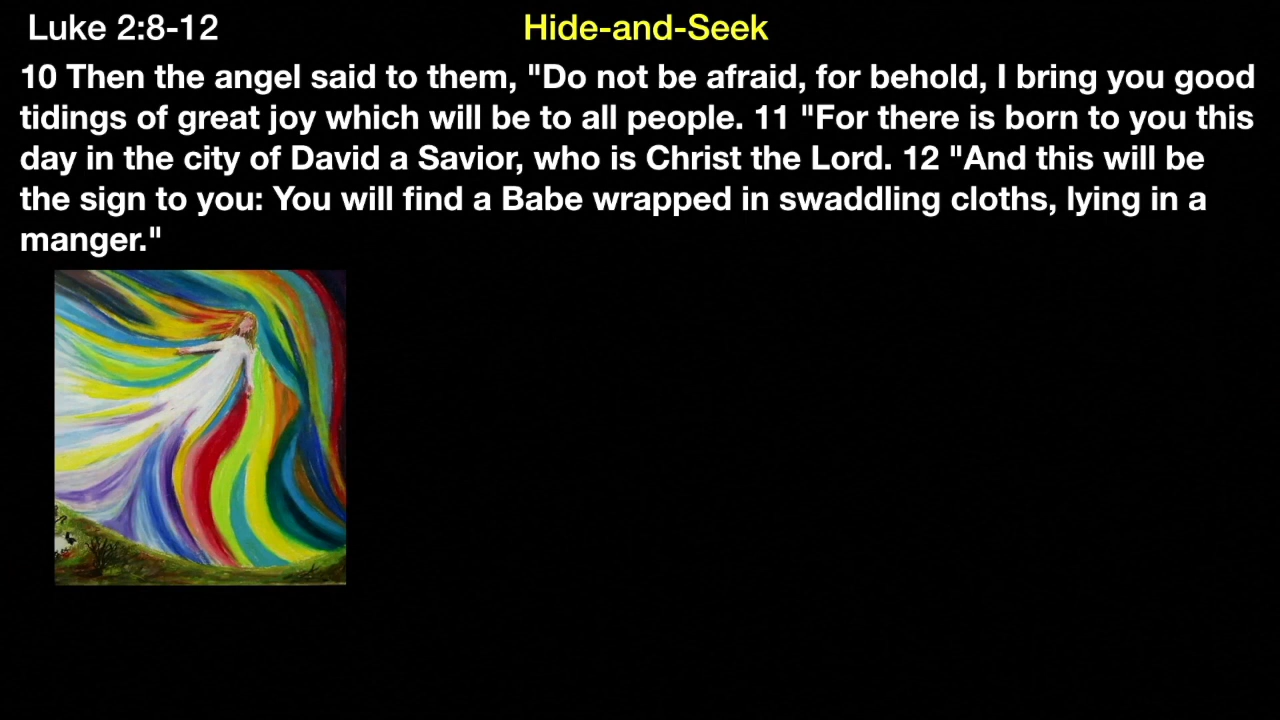 Luke 2:8-12
Hide-and-Seek
10 Then the angel said to them, "Do not be afraid, for behold, I bring you good
tidings of great joy which will be to all people. 11 "For there is born to you this
day in the city of David a Savior, who is Christ the Lord. 12 "And this will be
the sign to you: You will find a Babe wrapped in swaddling cloths, lying in a
manger."